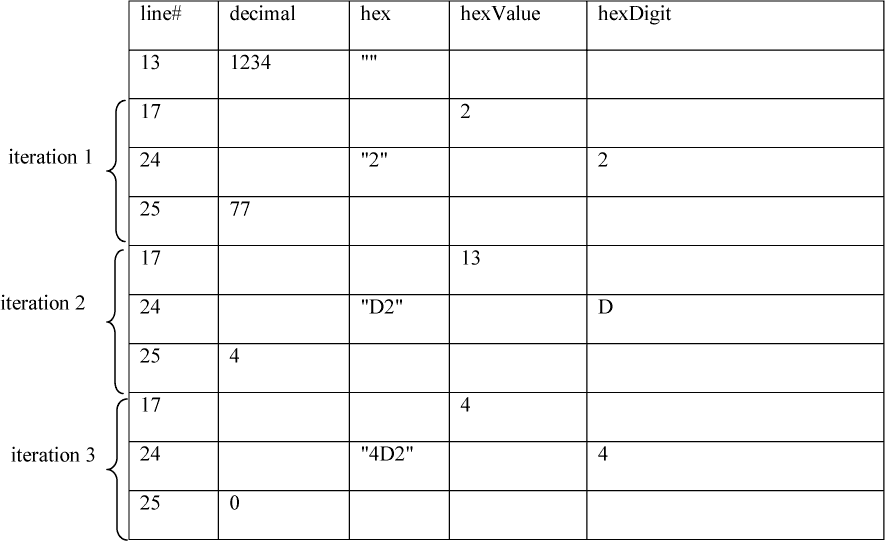 line# decimal hex hexValue hexDigit
13 1234 ""
17 2
iteration 1
24 "2" 2
25 77
17 13
iteration 2
24 "D2" D
25 4
17 4
iteration 3
24 "4D2" 4
25 0